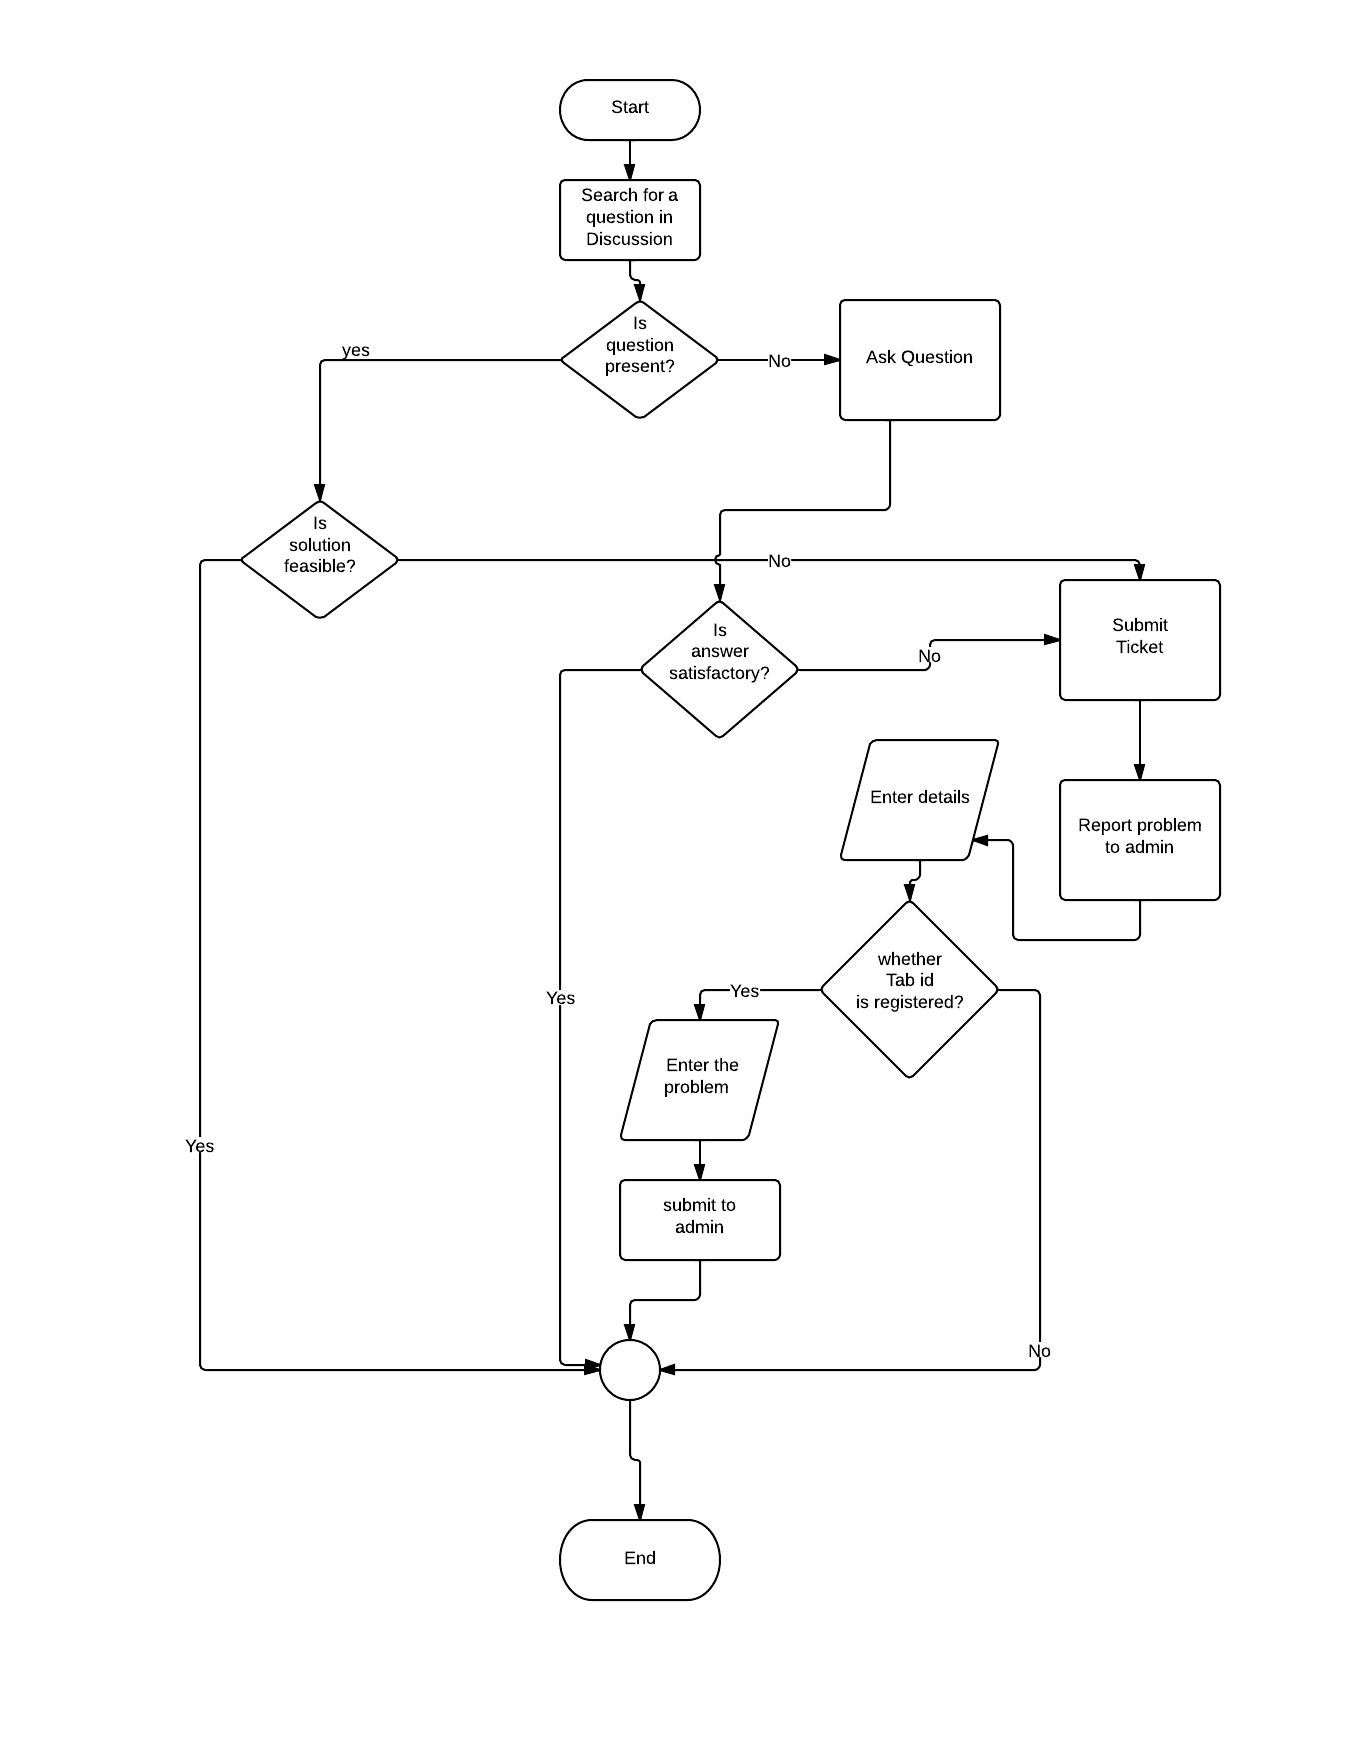 Start
Search for a
question in
Discussion
Is
question
present?
yes
No
Ask Question
Is
solution
feasible?
No
Is
answer
satisfactory?
No
Submit
Ticket
Enter details
Report problem
to admin
whether
Tab id
is registered?
Yes
Yes
Enter the
problem
Yes
submit to
admin
No
End